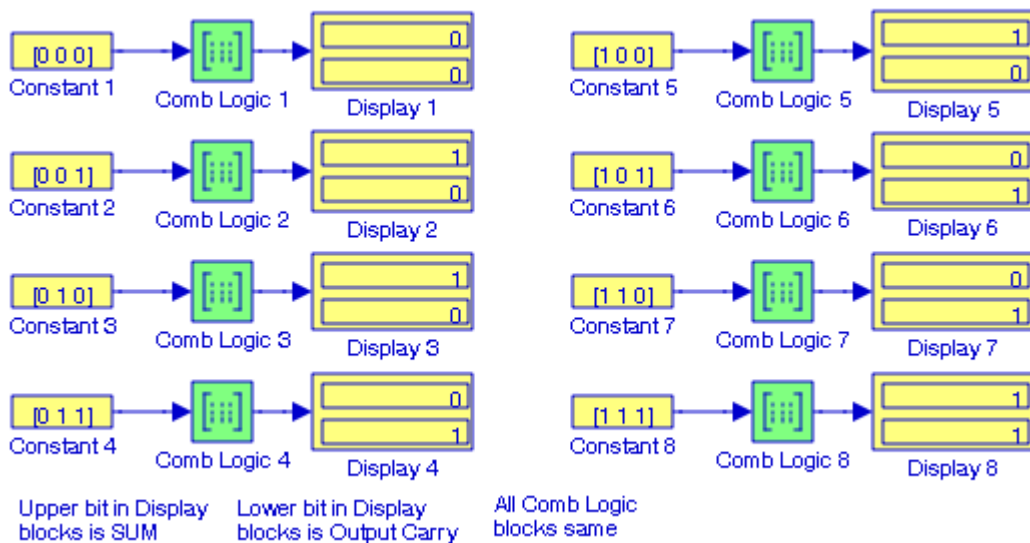 [0 0 0] 0 [1 0 0] 1
0 0
Constant 1 Comb Logic 1 Display 1 Constant 5 Comb Logic 5 Display 5
[0 0 1] 1 [1 0 1] 0
0 1
Constant 2 Comb Logic 2 Display 2 Constant 6 Comb Logic 6 Display 6
[0 1 0] 1 [1 1 0] 0
0 1
Constant 3 Comb Logic 3 Display 3 Constant 7 Comb Logic 7 Display 7
[0 1 1] 0 [1 1 1] 1
1 1
Constant 4 Comb Logic 4 Display 4 Constant 8 Comb Logic 8 Display 8
Upper bit in Display Lower bit in Display All Comb Logic
blocks is SUM blocks is Output Carry blocks same